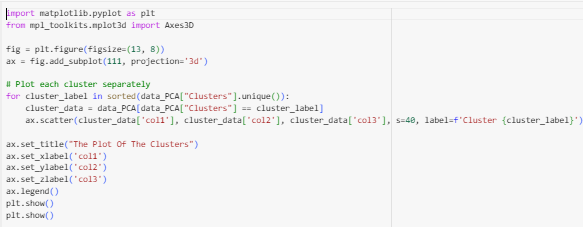 import matplotlib.pyplot as plt
from mpl_toolkits.mplot3d import Axes3D
fig = plt.figure(figsize=(13, 8))
ax = fig.add_subplot(111, projection='3d')
# Plot each cluster separately
for cluster_label in sorted(data_PCA["Clusters"].unique()):
    cluster_data = data_PCA[data_PCA["Clusters"] == cluster_label]
    ax.scatter(cluster_data['col1'], cluster_data['col2'], cluster_data['col3'], s=40, label=f'Cluster {cluster_label}')
ax.set_title("The Plot Of The Clusters")
ax.set_xlabel('col1')
ax.set_ylabel('col2')
ax.set_zlabel('col3')
ax.legend()
plt.show()
plt.show()